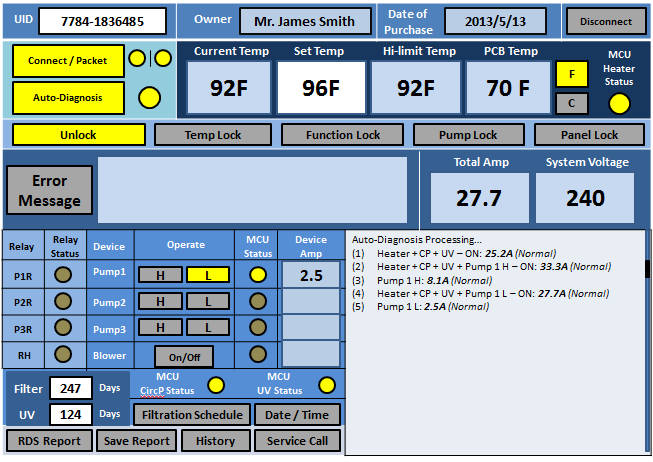 UID 7784-1836485 Owner Mr. James Smith Date of Purchase 2013/5/13 Disconnect
Connect / Packet
Auto-Diagnosis
Current Temp Set Temp Hi-limit Temp PCB Temp
92F 96F 92F 70 F
F
C
MCU
Heater
Status
Unlock Temp Lock Function Lock Pump Lock Panel Lock
Error
Message
Total Amp System Voltage
27.7 240
Relay Relay Status Device Operate MCU Status Device Amp
P1R Pump1 H L 2.5
P2R Pump2 H L
P3R Pump3 H L
RH Blower On/Off
Auto-Diagnosis Processing...
(1) Heater + CP + UV – ON: 25.2A (Normal)
(2) Heater + CP + UV + Pump 1 H – ON: 33.3A (Normal)
(3) Pump 1 H: 8.1A (Normal)
(4) Heater + CP + UV + Pump 1 L – ON: 27.7A (Normal)
(5) Pump 1 L: 2.5A (Normal)
Filter 247 Days
UV 124 Days
MCU
CircP Status
MCU
UV Status
Filtration Schedule Date / Time
RDS Report Save Report History Service Call